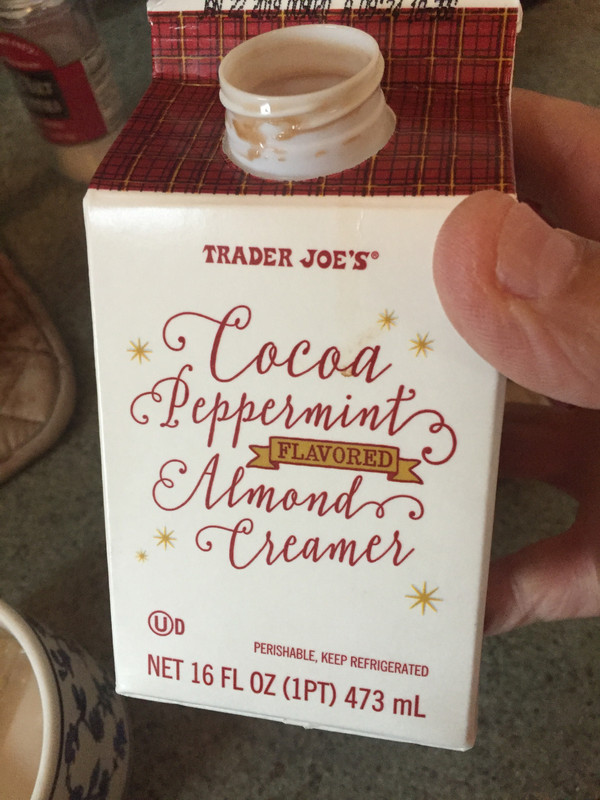 TRADER JOE'S®
Cocoa
Peppermint
FLAVORED
Almond
Creamer
UD
PERISHABLE, KEEP REFRIGERATED
NET 16 FL OZ (1PT) 473 mL